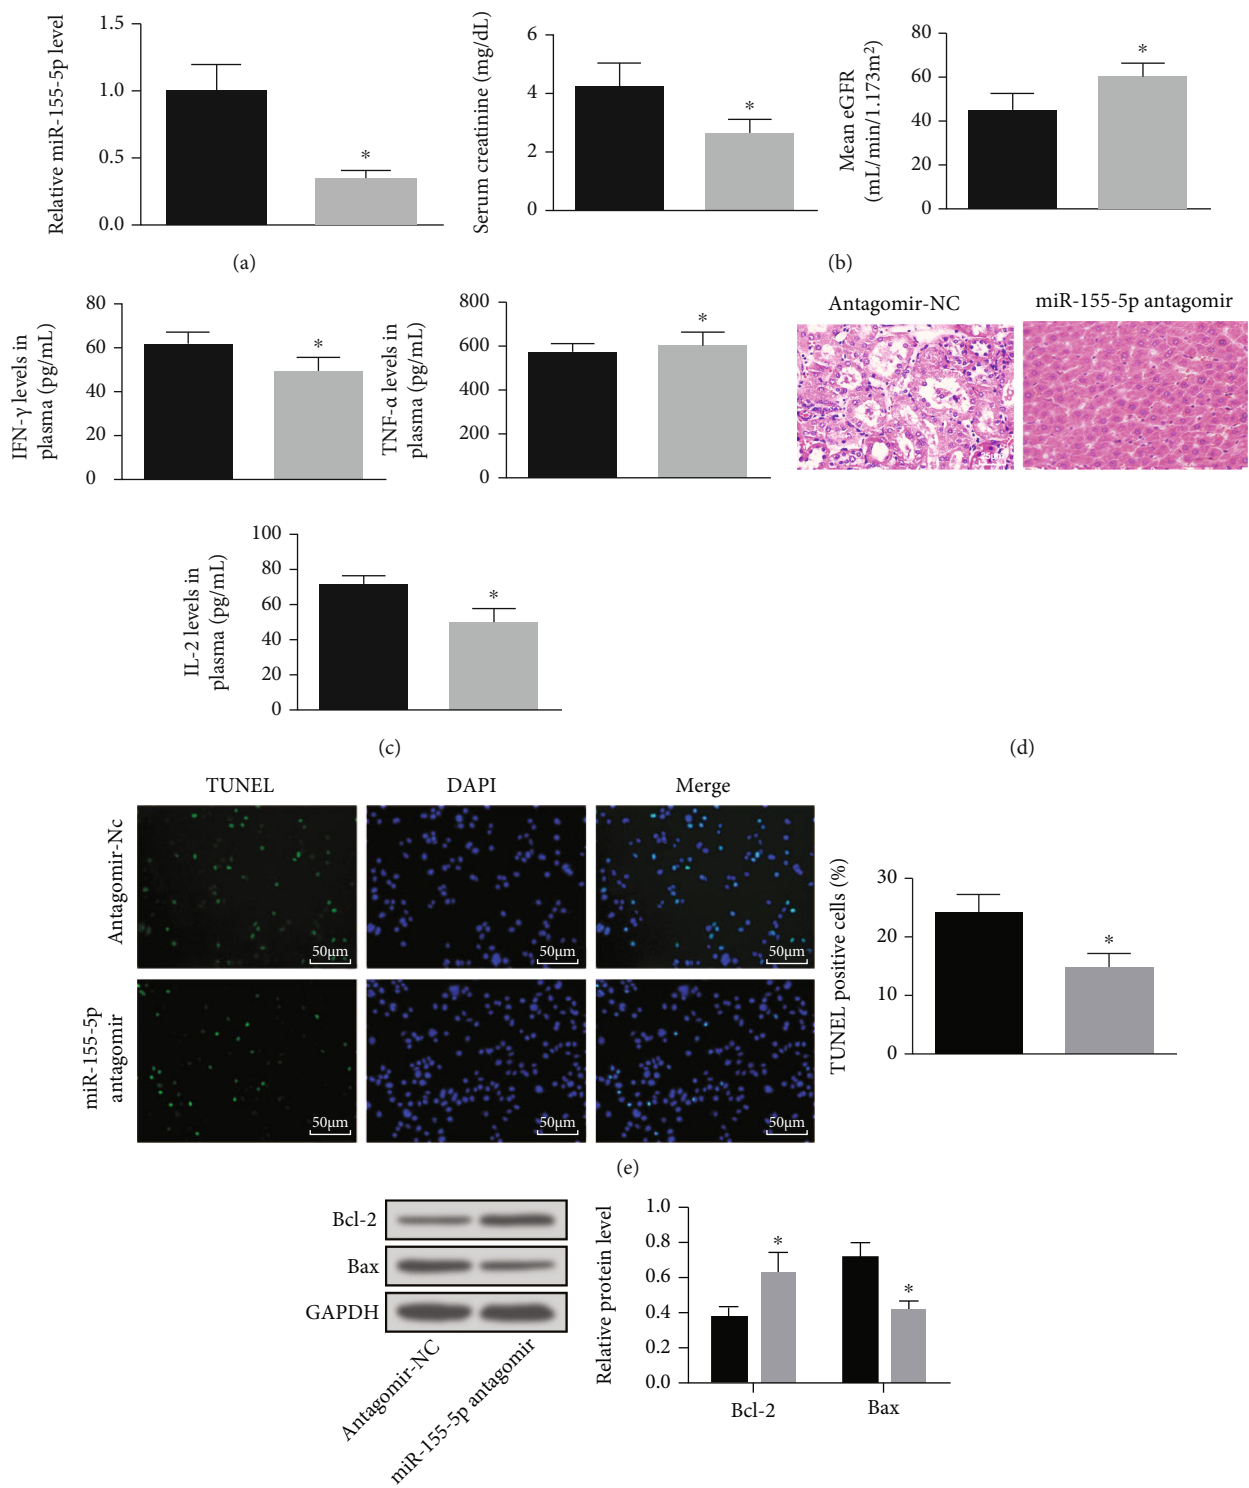 Relative miR-155-5p level
1.5
1.0
0.5
0.0
*
(a)
Serum creatinine (mg/dL)
6
4
2
0
*
Mean eGFR
(mL/min/1.173m²)
80
60
40
20
0
*
(b)
IFN-γ levels in
plasma (pg/mL)
80
60
40
20
0
*
TNF-α levels in
plasma (pg/mL)
800
600
400
200
0
*
IL-2 levels in
plasma (pg/mL)
100
80
60
40
20
0
*
(c)
Antagomir-NC
miR-155-5p antagomir
(d)
TUNEL
DAPI
Merge
Antagomir-Nc
50μm
50μm
50μm
miR-155-5p
antagomir
50μm
50μm
50μm
TUNEL positive cells (%)
30
20
10
0
*
(e)
Bcl-2
Bax
GAPDH
Antagomir-NC
miR-155-5p antagomir
Relative protein level
1.0
0.8
0.6
0.4
0.2
0.0
*
*
Bcl-2
Bax